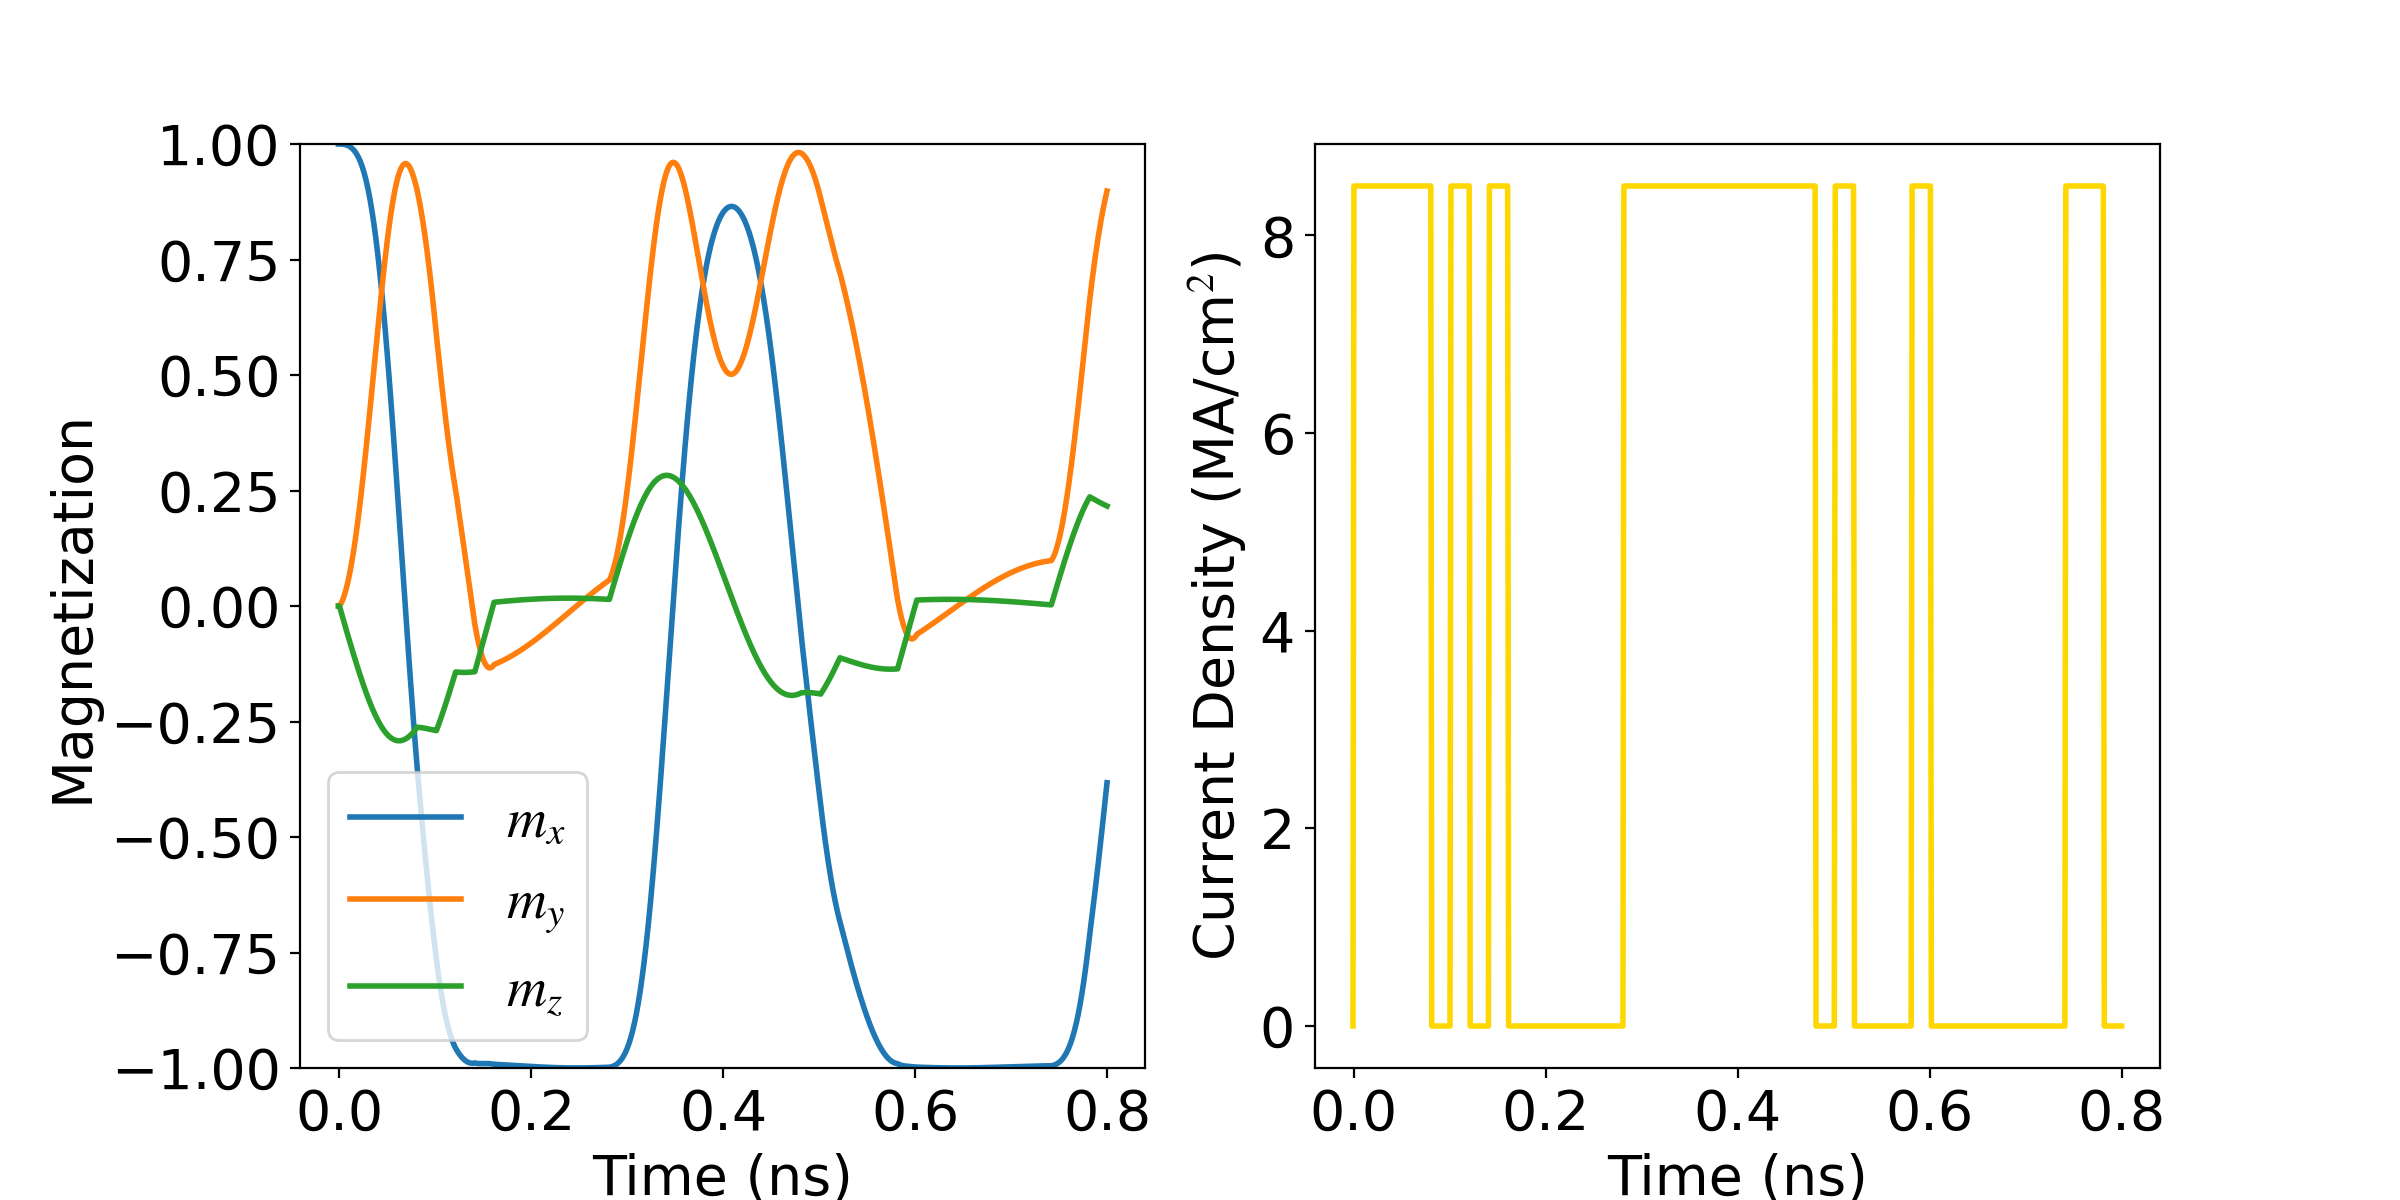 Magnetization
1.00
0.75
0.50
0.25
0.00
−0.25
−0.50
−0.75
−1.00
m_x
m_y
m_z
0.0 0.2 0.4 0.6 0.8
Time (ns)
Current Density (MA/cm²)
8
6
4
2
0
0.0 0.2 0.4 0.6 0.8
Time (ns)